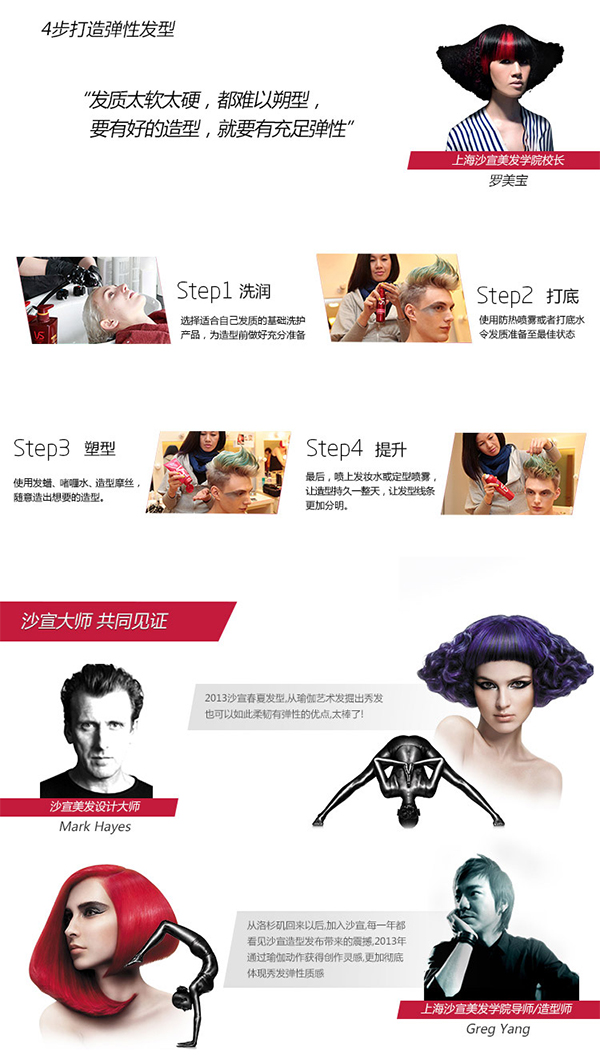 4步打造弹性发型
“发质太软太硬，都难以朔型，
要有好的造型，就要有充足弹性”
上海沙宣美发学院校长
罗美宝
VS
Step1 洗润
选择适合自己发质的基础洗护
产品，为造型前做好充分准备
Step2 打底
使用防热喷雾或者打底水
令发质准备至最佳状态
Step3 塑型
使用发蜡、啫喱水、造型摩丝，
随意造出想要的造型。
Step4 提升
最后，喷上发妆水或定型喷雾，
让造型持久一整天，让发型线条
更加分明。
沙宣大师 共同见证
2013沙宣春夏发型,从瑜伽艺术发掘出秀发
也可以如此柔韧有弹性的优点,太棒了!
沙宣美发设计大师
Mark Hayes
从洛杉矶回来以后,加入沙宣,每一年都
看见沙宣造型发布带来的震撼,2013年
通过瑜伽动作获得创作灵感,更加彻底
体现秀发弹性质感
上海沙宣美发学院导师/造型师
Greg Yang